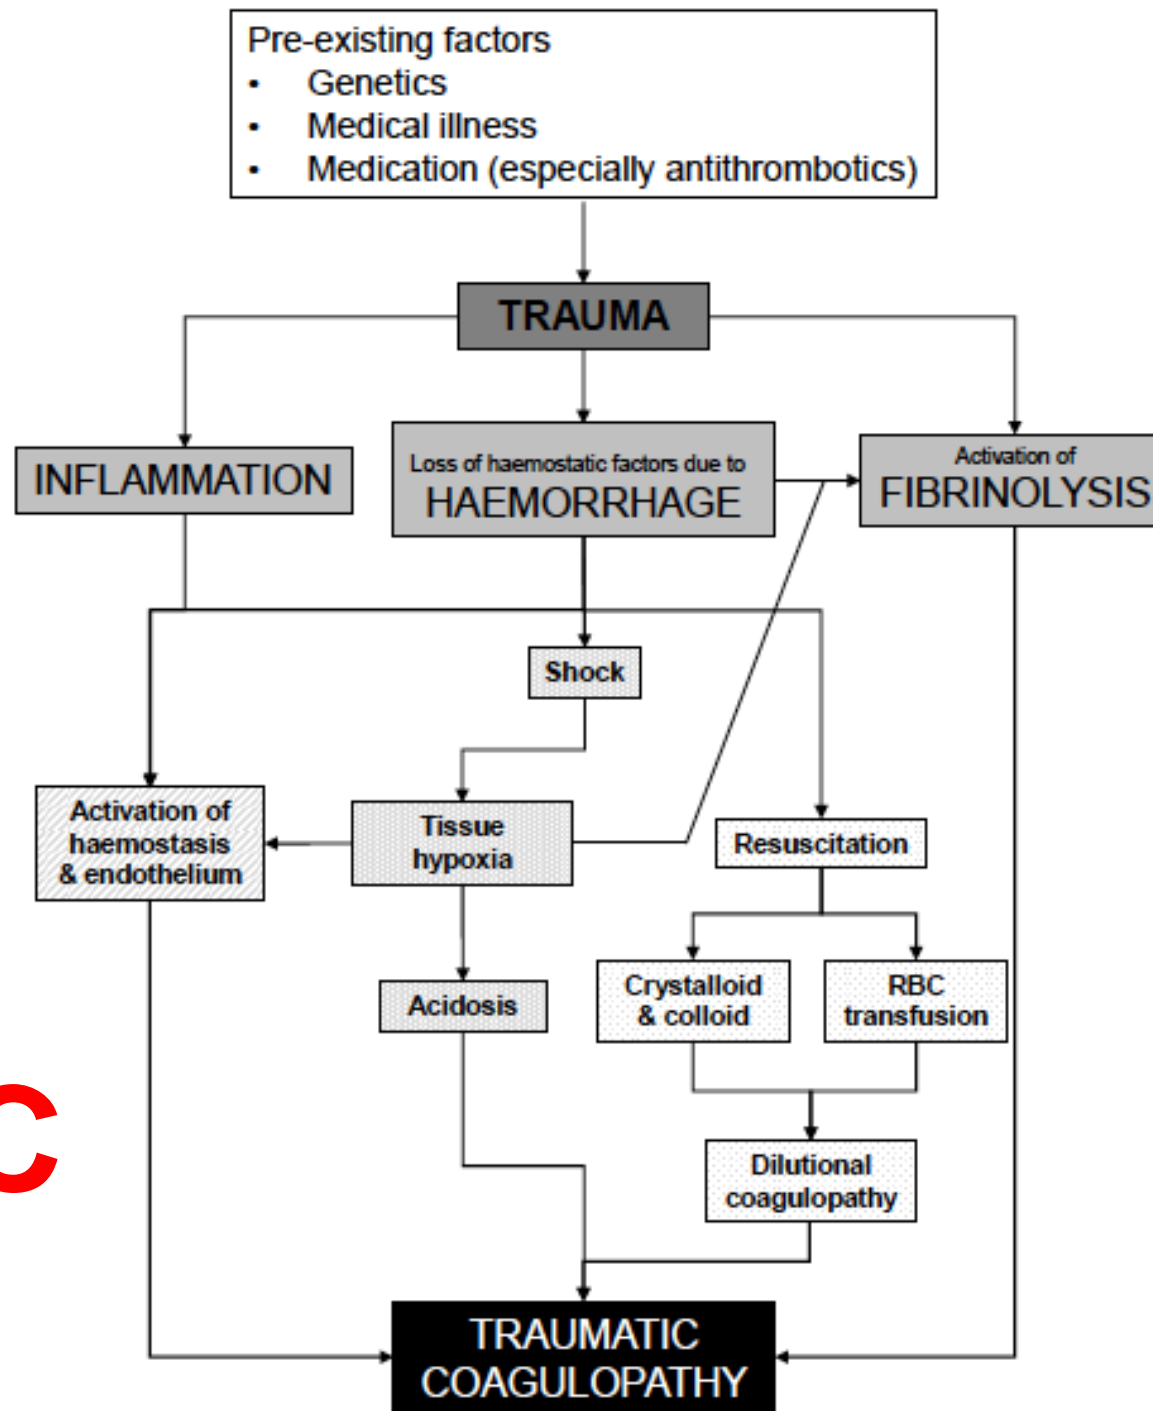 Pre-existing factors
• Genetics
• Medical illness
• Medication (especially antithrombotics)
TRAUMA
INFLAMMATION
Loss of haemostatic factors due to
HAEMORRHAGE
Activation of
FIBRINOLYSIS
Shock
Activation of
haemostasis
& endothelium
Tissue
hypoxia
Resuscitation
Acidosis
Crystalloid
& colloid
RBC
transfusion
C
Dilutional
coagulopathy
TRAUMATIC
COAGULOPATHY